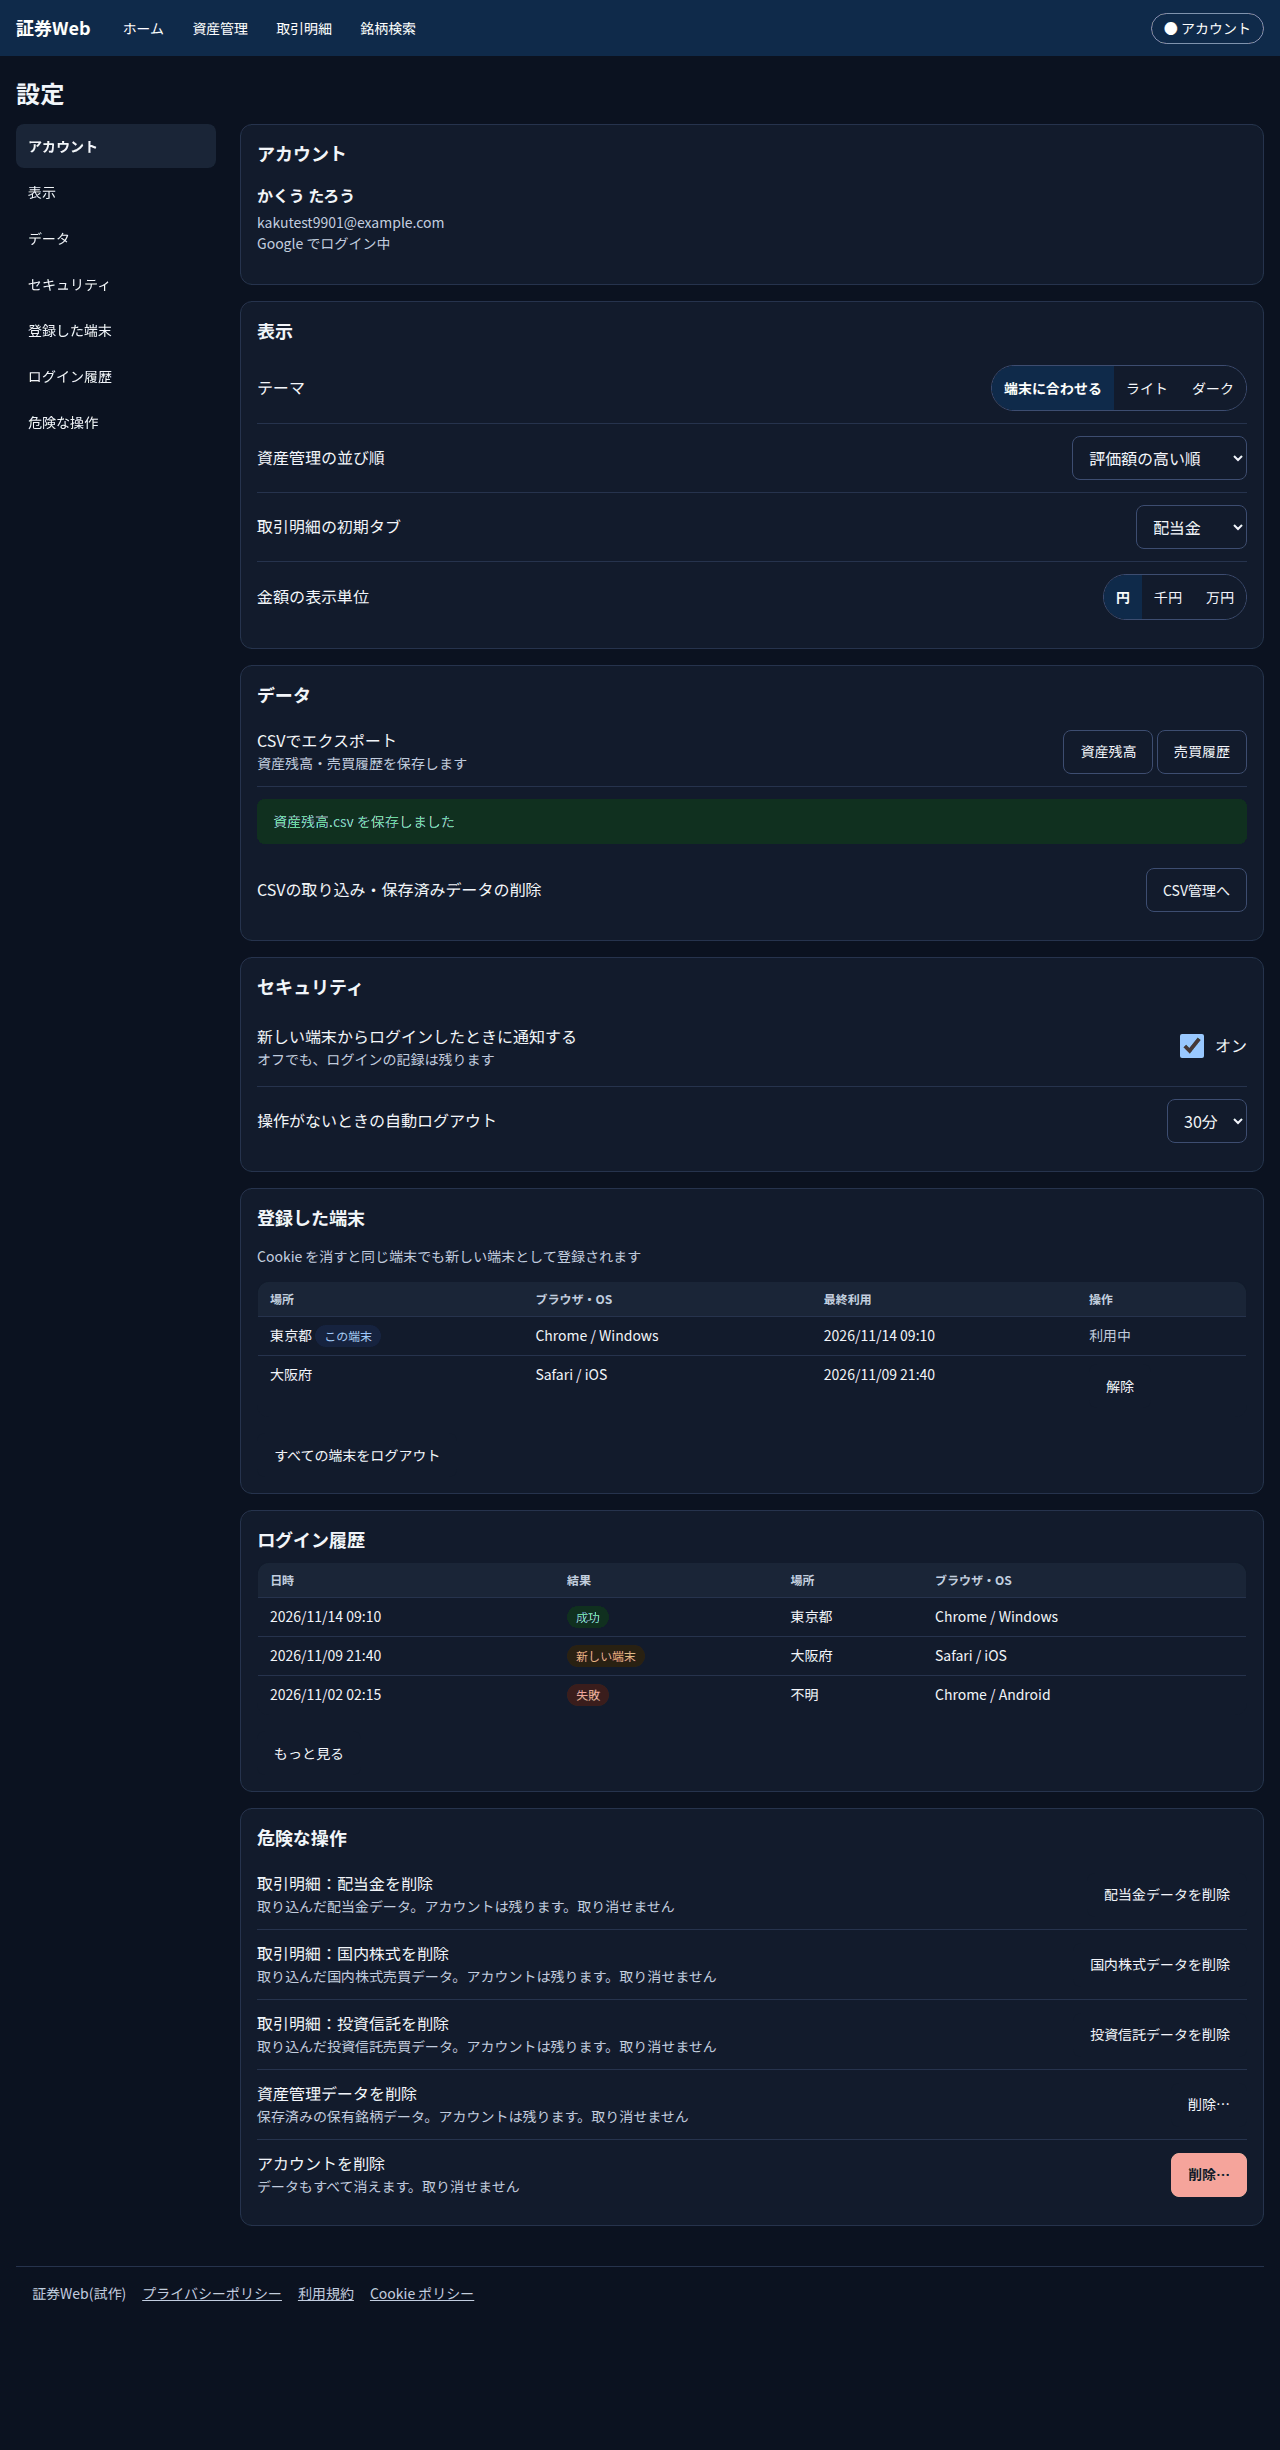 証券Web ホーム 資産管理 取引明細 銘柄検索 アカウント
設定
アカウント
表示
データ
セキュリティ
登録した端末
ログイン履歴
危険な操作
アカウント
かくう たろう
kakutest9901@example.com
Google でログイン中
表示
テーマ 端末に合わせる ライト ダーク
資産管理の並び順 評価額の高い順
取引明細の初期タブ 配当金
金額の表示単位 円 千円 万円
データ
CSVでエクスポート
資産残高・売買履歴を保存します
資産残高 売買履歴
資産残高.csv を保存しました
CSVの取り込み・保存済みデータの削除 CSV管理へ
セキュリティ
新しい端末からログインしたときに通知する
オフでも、ログインの記録は残ります
オン
操作がないときの自動ログアウト 30分
登録した端末
Cookie を消すと同じ端末でも新しい端末として登録されます
場所 ブラウザ・OS 最終利用 操作
東京都 この端末 Chrome / Windows 2026/11/14 09:10 利用中
大阪府 Safari / iOS 2026/11/09 21:40 解除
すべての端末をログアウト
ログイン履歴
日時 結果 場所 ブラウザ・OS
2026/11/14 09:10 成功 東京都 Chrome / Windows
2026/11/09 21:40 新しい端末 大阪府 Safari / iOS
2026/11/02 02:15 失敗 不明 Chrome / Android
もっと見る
危険な操作
取引明細：配当金を削除
取り込んだ配当金データ。アカウントは残ります。取り消せません
配当金データを削除
取引明細：国内株式を削除
取り込んだ国内株式売買データ。アカウントは残ります。取り消せません
国内株式データを削除
取引明細：投資信託を削除
取り込んだ投資信託売買データ。アカウントは残ります。取り消せません
投資信託データを削除
資産管理データを削除
保存済みの保有銘柄データ。アカウントは残ります。取り消せません
削除…
アカウントを削除
データもすべて消えます。取り消せません
削除…
証券Web(試作) プライバシーポリシー 利用規約 Cookie ポリシー